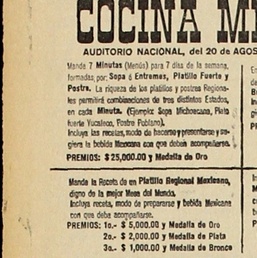 COCINA ME
AUDITORIO NACIONAL, del 20 de AGOS
Mande 7 Minutas (Menús) para 7 días de la semana,
formadas por: Sopa ó Entremes, Platillo Fuerte y
Postre. La riqueza de los platillos y postres Regiona-
les permitirá combinaciones de tres distintos Estados,
en cada Minuta. (Ejemplo: Sopa Michoacana, Plato
fuerte Yucateco, Postre Poblano).
Incluya las recetas, modo de hacerse y presentarse y su-
giera la bebida Mexicana con que deben acompañarse.
PREMIOS: $ 25,000.00 y Medalla de Oro
Mande la Receta de un Platillo Regional Mexicano,
digno de la mejor Mesa del Mundo.
Incluya receta, modo de prepararse y bebida Mexicana
con que debe acompañarse.
PREMIOS: 1o.- $ 5,000.00 y Medalla de Oro
2o.- $ 2,000.00 y Medalla de Plata
3o.- $ 1,000.00 y Medalla de Bronce